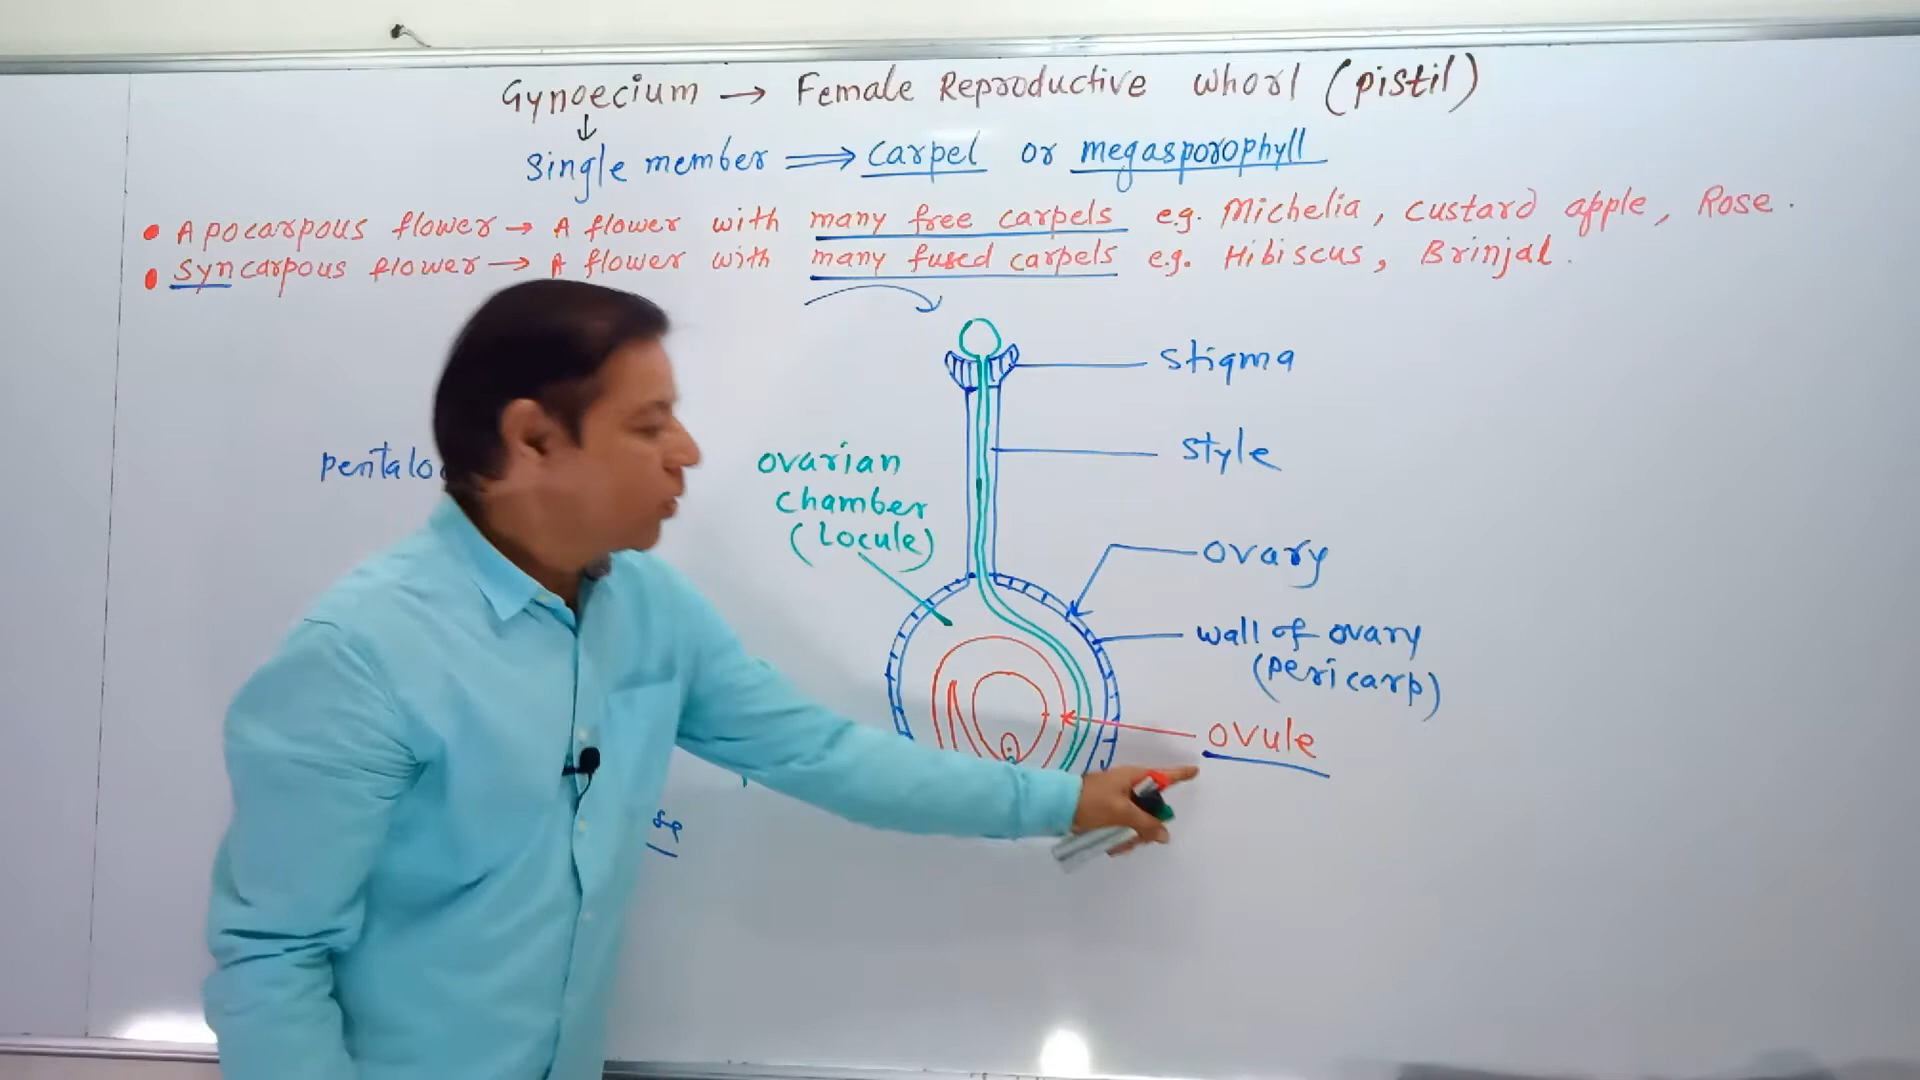 Gynoecium → Female Reproductive whorl (pistil)
↓
Single member ⟹ carpel or megasporophyll
• Apocarpous flower → A flower with many free carpels e.g. Michelia, custard apple, Rose.
• Syncarpous flower → A flower with many fused carpels e.g. Hibiscus, Brinjal.
stigma
style
ovarian
chamber
(Locule)
ovary
wall of ovary
(pericarp)
ovule